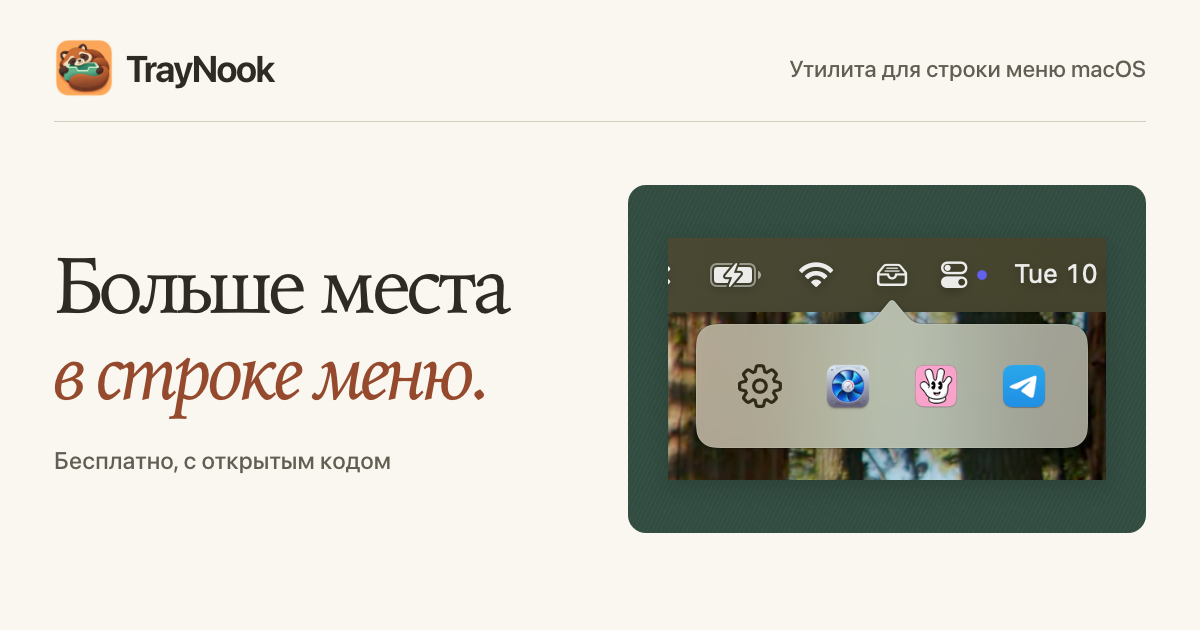 TrayNook
Утилита для строки меню macOS
Больше места
в строке меню.
Бесплатно, с открытым кодом
Tue 10